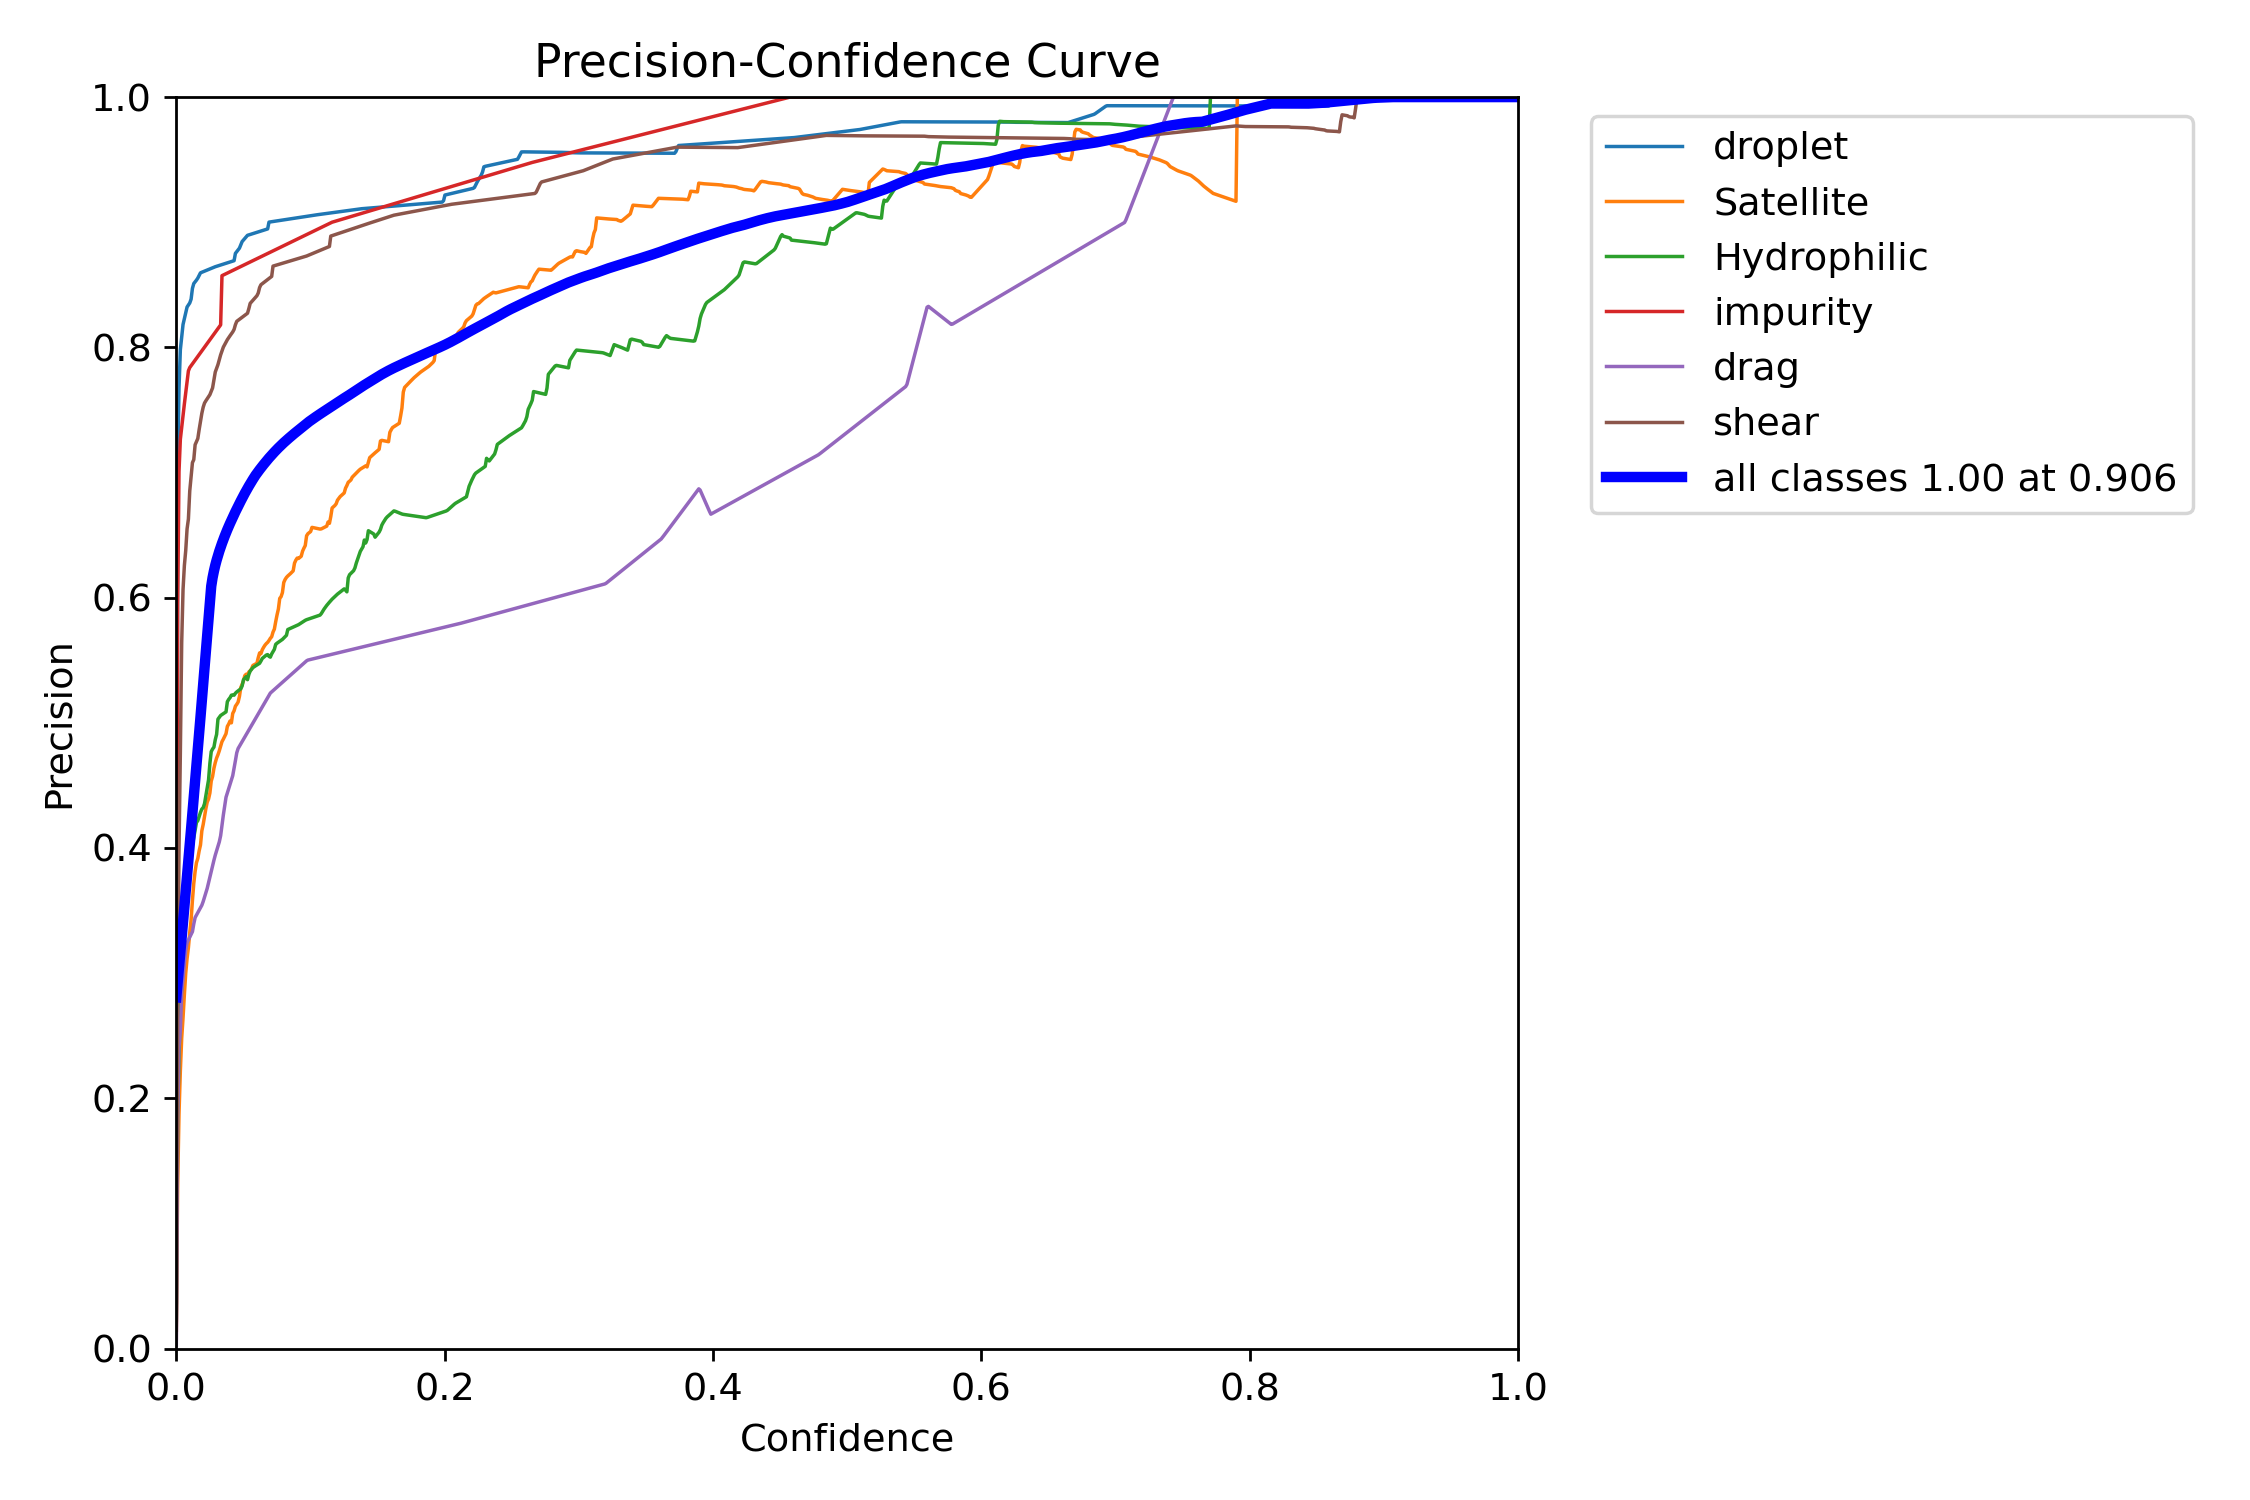 Precision-Confidence Curve
1.0
0.8
0.6
0.4
0.2
0.0
Precision
0.0 0.2 0.4 0.6 0.8 1.0
Confidence
droplet
Satellite
Hydrophilic
impurity
drag
shear
all classes 1.00 at 0.906